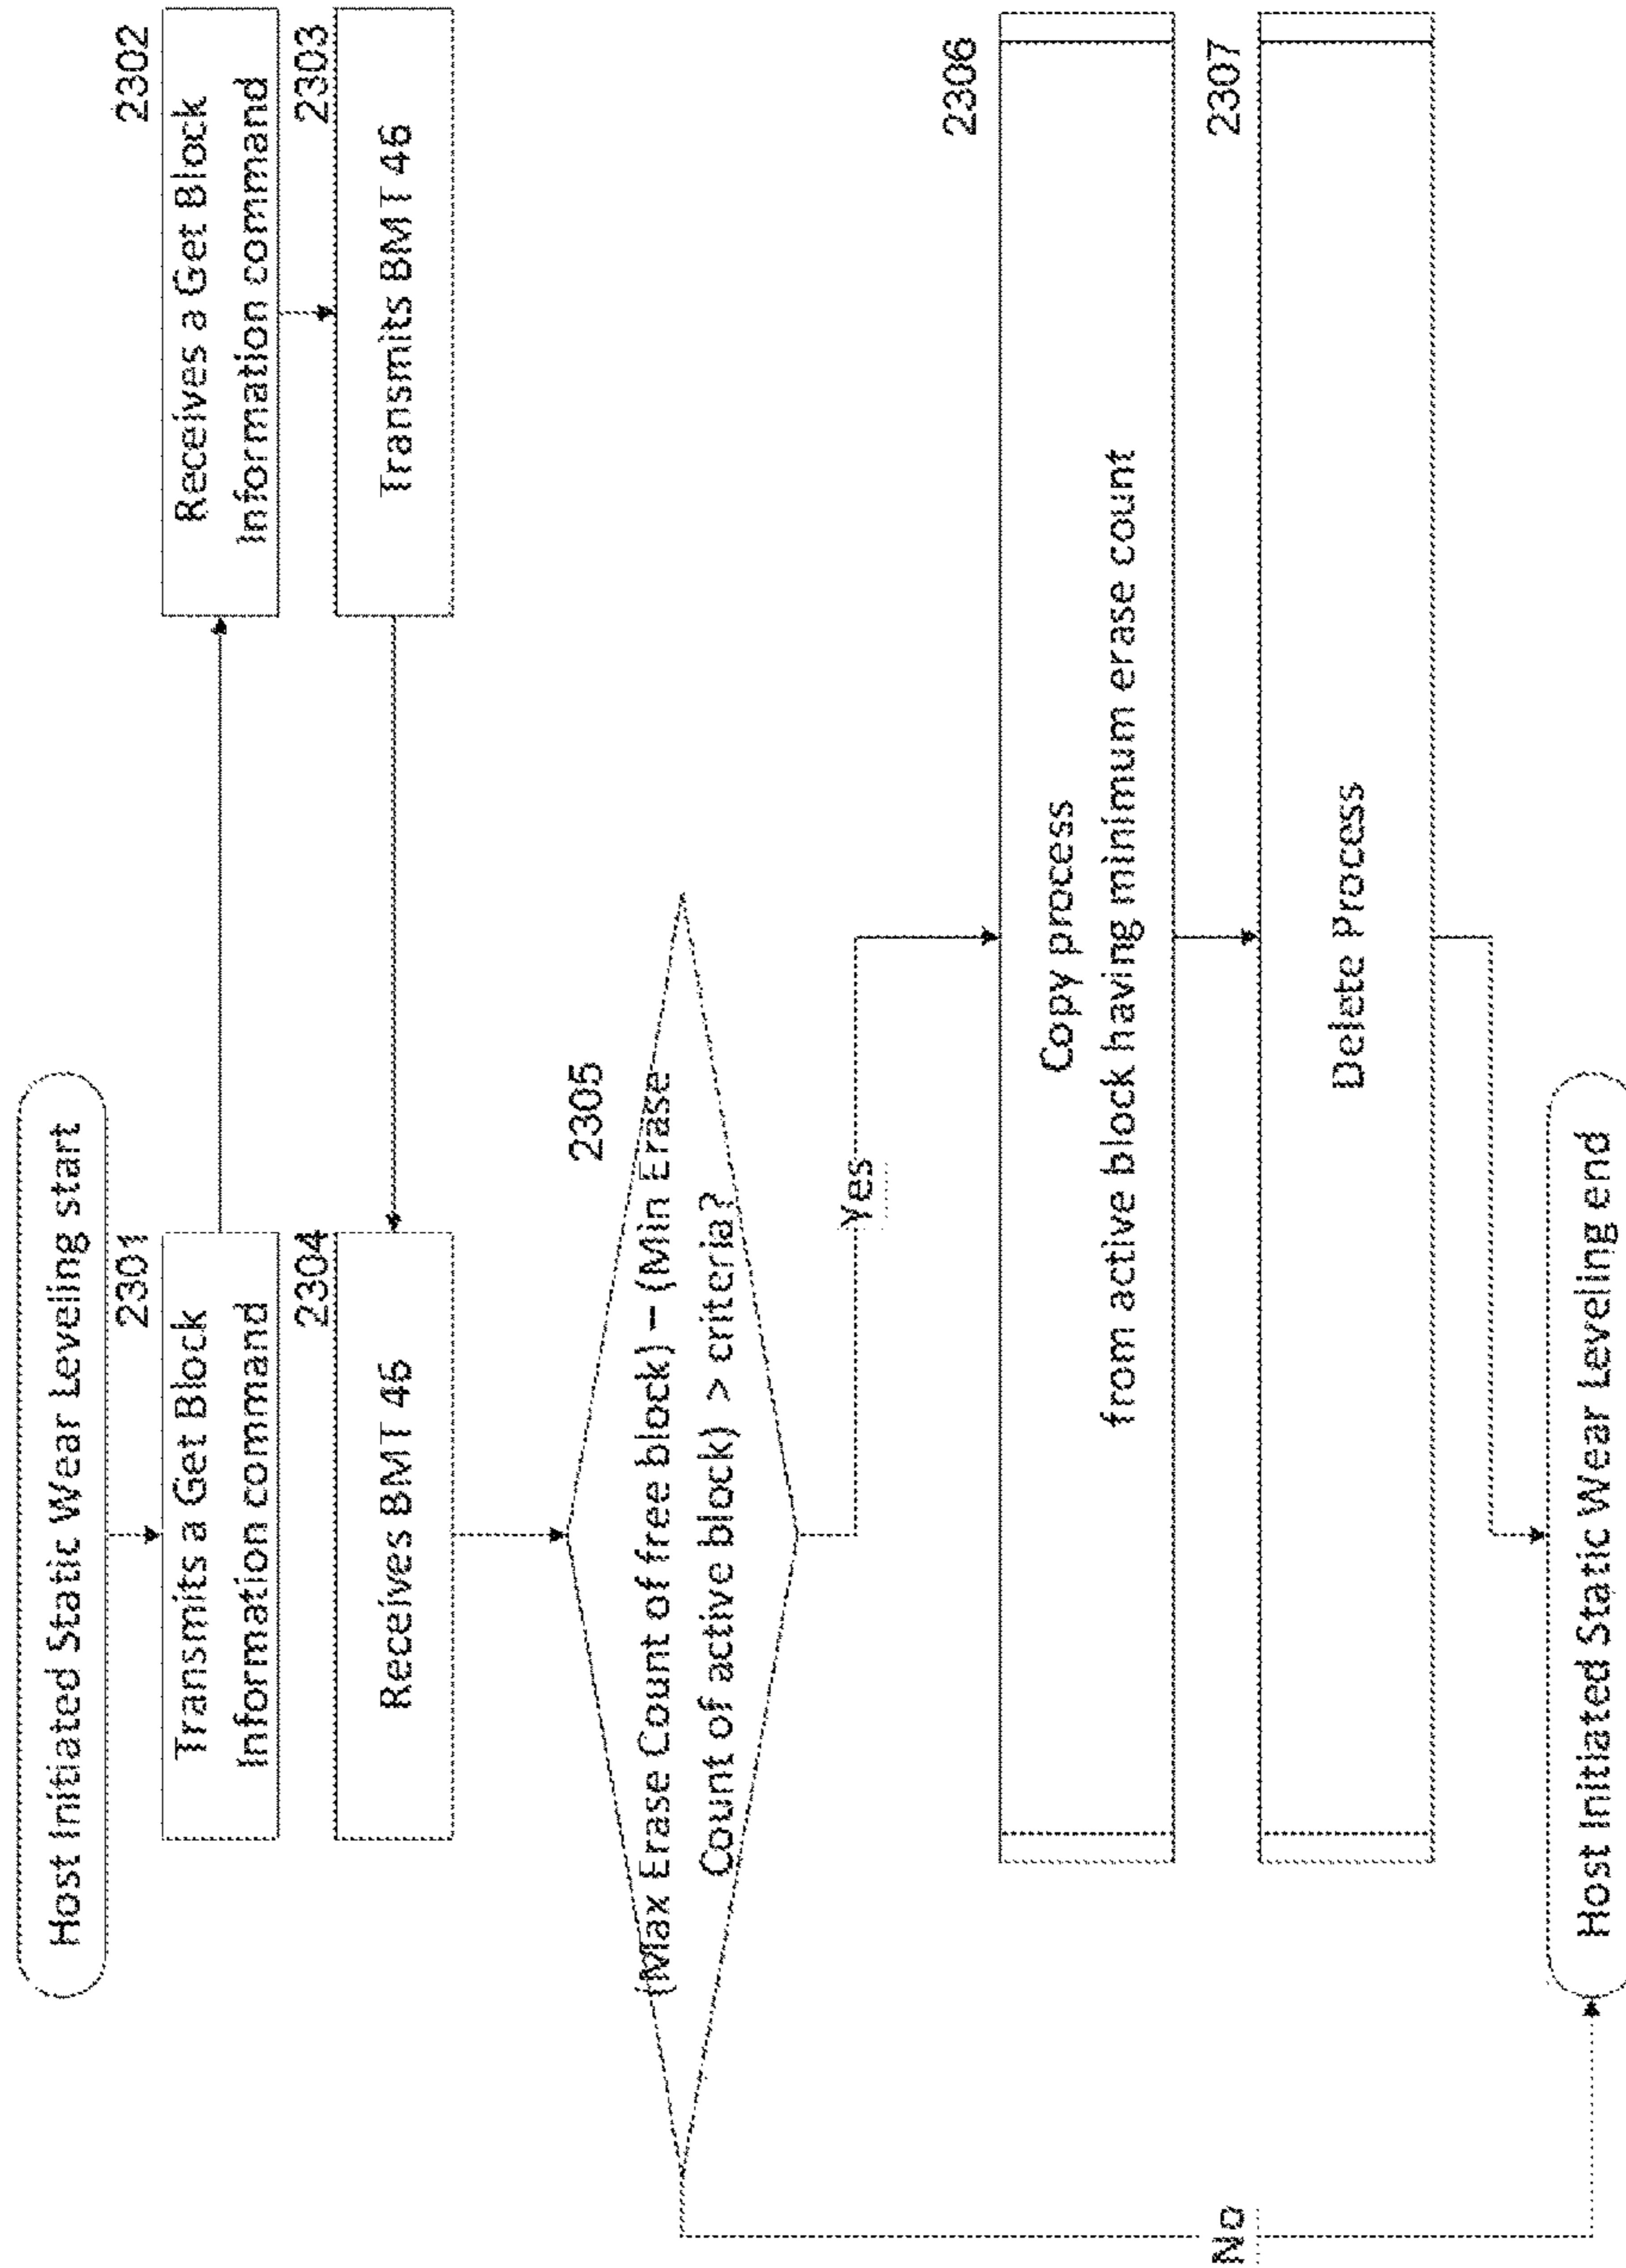 Host Initiated Static Wear Leveling start
2301
Transmits a Get Block
Information command
2302
Receives a Get Block
Information command
2303
Transmits BMT 46
2304
Receives BMT 46
2305
(Max Erase Count of free block) – (Min Erase
Count of active block) > criteria?
Yes
No
2306
Copy process
from active block having minimum erase count
2307
Delete Process
Host Initiated Static Wear Leveling end